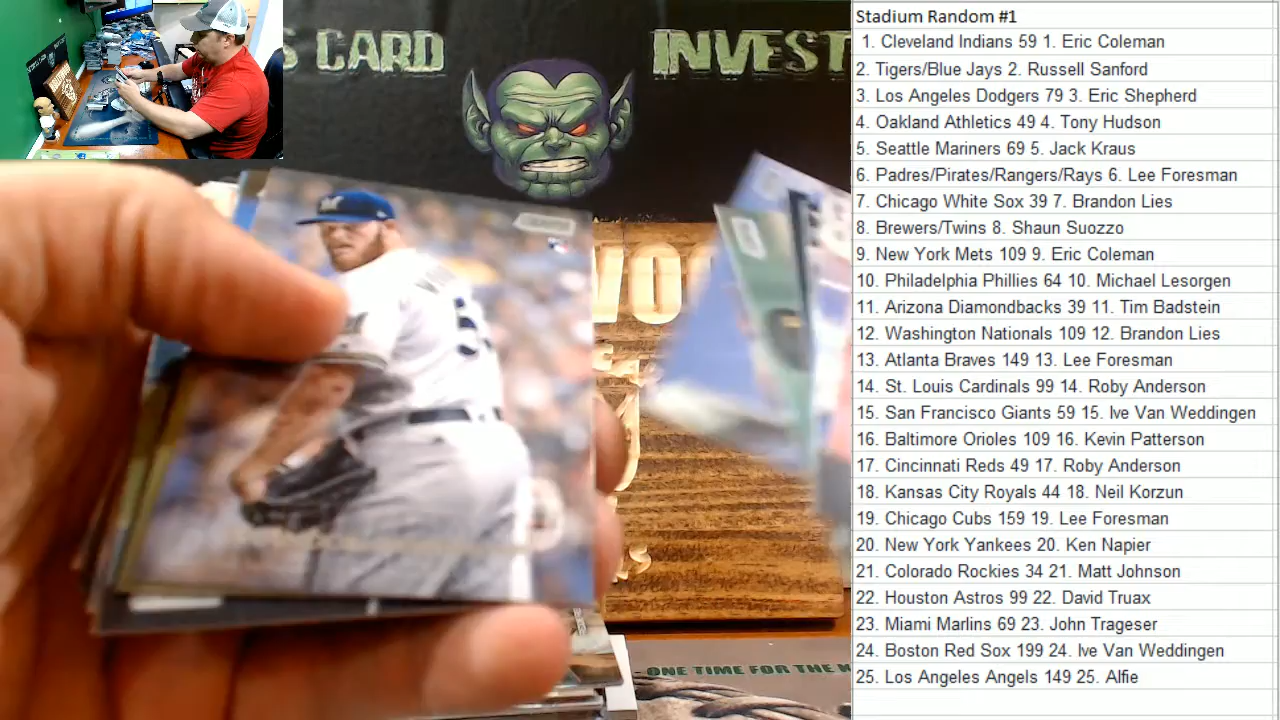 S CARD INVEST
VO
- ONE TIME FOR THE
Stadium Random #1
1. Cleveland Indians 59 1. Eric Coleman
2. Tigers/Blue Jays 2. Russell Sanford
3. Los Angeles Dodgers 79 3. Eric Shepherd
4. Oakland Athletics 49 4. Tony Hudson
5. Seattle Mariners 69 5. Jack Kraus
6. Padres/Pirates/Rangers/Rays 6. Lee Foresman
7. Chicago White Sox 39 7. Brandon Lies
8. Brewers/Twins 8. Shaun Suozzo
9. New York Mets 109 9. Eric Coleman
10. Philadelphia Phillies 64 10. Michael Lesorgen
11. Arizona Diamondbacks 39 11. Tim Badstein
12. Washington Nationals 109 12. Brandon Lies
13. Atlanta Braves 149 13. Lee Foresman
14. St. Louis Cardinals 99 14. Roby Anderson
15. San Francisco Giants 59 15. Ive Van Weddingen
16. Baltimore Orioles 109 16. Kevin Patterson
17. Cincinnati Reds 49 17. Roby Anderson
18. Kansas City Royals 44 18. Neil Korzun
19. Chicago Cubs 159 19. Lee Foresman
20. New York Yankees 20. Ken Napier
21. Colorado Rockies 34 21. Matt Johnson
22. Houston Astros 99 22. David Truax
23. Miami Marlins 69 23. John Trageser
24. Boston Red Sox 199 24. Ive Van Weddingen
25. Los Angeles Angels 149 25. Alfie